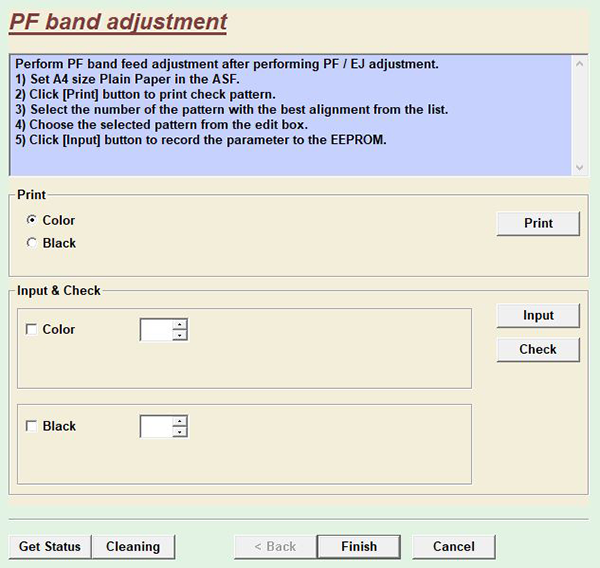 PF band adjustment
Perform PF band feed adjustment after performing PF / EJ adjustment.
1) Set A4 size Plain Paper in the ASF.
2) Click [Print] button to print check pattern.
3) Select the number of the pattern with the best alignment from the list.
4) Choose the selected pattern from the edit box.
5) Click [Input] button to record the parameter to the EEPROM.
Print
Color
Print
Black
Input & Check
Color
Input
Check
Black
Get Status Cleaning < Back Finish Cancel